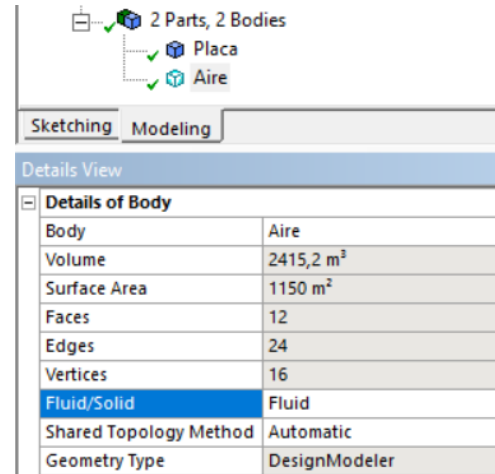 2 Parts, 2 Bodies
Placa
Aire
Sketching Modeling
Details View
Details of Body
Body Aire
Volume 2415,2 m³
Surface Area 1150 m²
Faces 12
Edges 24
Vertices 16
Fluid/Solid Fluid
Shared Topology Method Automatic
Geometry Type DesignModeler